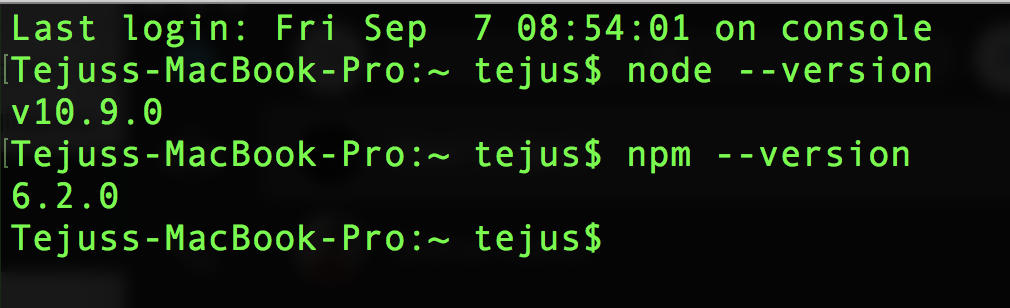 Last login: Fri Sep  7 08:54:01 on console
[Tejuss-MacBook-Pro:~ tejus$ node --version
v10.9.0
[Tejuss-MacBook-Pro:~ tejus$ npm --version
6.2.0
Tejuss-MacBook-Pro:~ tejus$